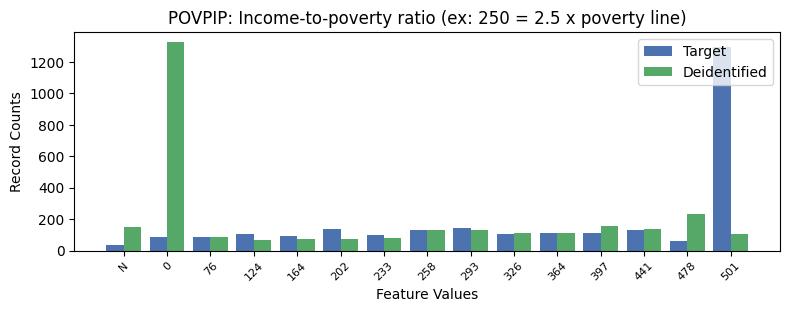 POVPIP: Income-to-poverty ratio (ex: 250 = 2.5 x poverty line)
Target
Deidentified
Record Counts
1200
1000
800
600
400
200
0
N 0 76 124 164 202 233 258 293 326 364 397 441 478 501
Feature Values